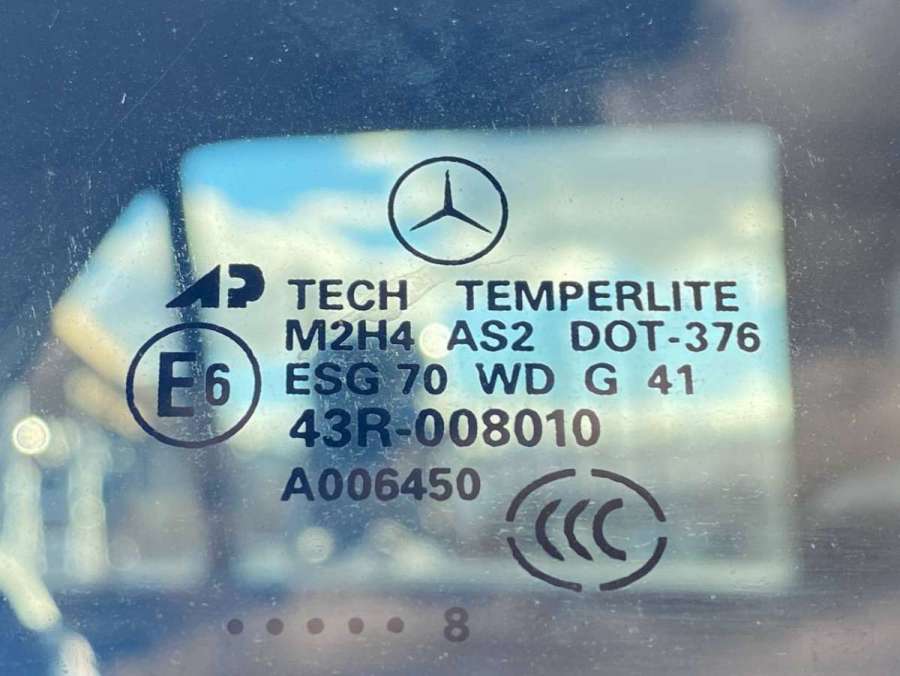 AP TECH TEMPERLITE
M2H4 AS2 DOT-376
E6 ESG 70 WD G 41
43R-008010
A006450
CCC
..... 8